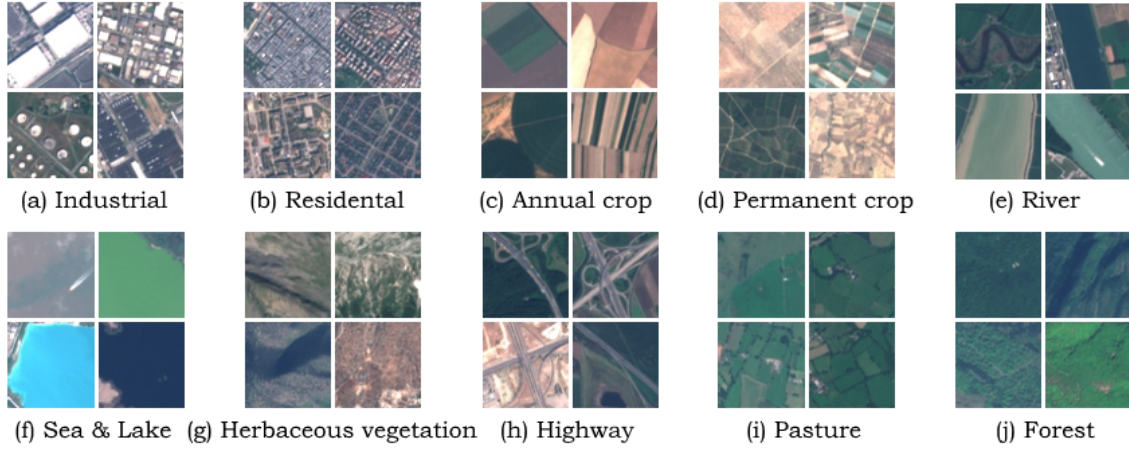 (a) Industrial
(b) Residental
(c) Annual crop
(d) Permanent crop
(e) River
(f) Sea & Lake
(g) Herbaceous vegetation
(h) Highway
(i) Pasture
(j) Forest